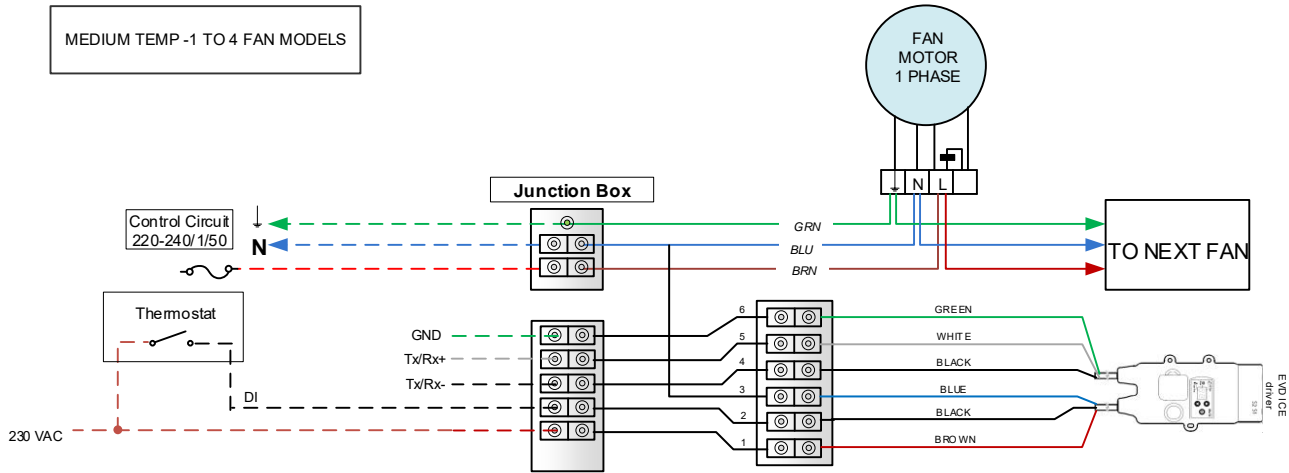 MEDIUM TEMP -1 TO 4 FAN MODELS
FAN
MOTOR
1 PHASE
N L
Junction Box
Control Circuit
220-240/1/50
N
GRN
BLU
BRN
TO NEXT FAN
Thermostat
GND
Tx/Rx+
Tx/Rx-
DI
230 VAC
6
5
4
3
2
1
GREEN
WHITE
BLACK
BLUE
BLACK
BROWN
EVDICE
driver